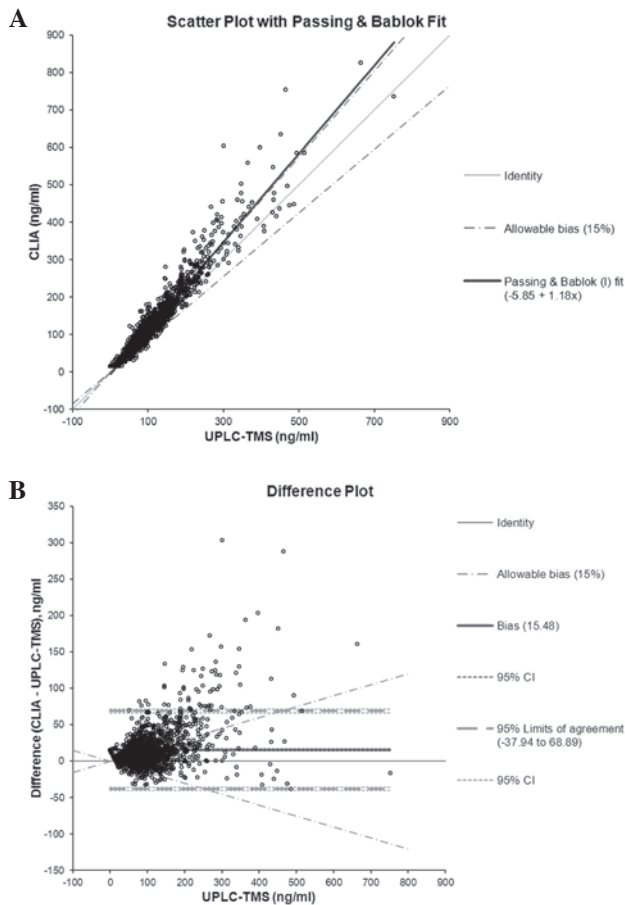 A
Scatter Plot with Passing & Bablok Fit
900
800
700
600
500
400
300
200
100
0
-100
CLIA (ng/ml)
-100 100 300 500 700 900
UPLC-TMS (ng/ml)
Identity
Allowable bias (15%)
Passing & Bablok (I) fit
(-5.85 + 1.18x)
B
Difference Plot
350
300
250
200
150
100
50
0
-50
-100
-150
Difference (CLIA - UPLC-TMS), ng/ml
-100 0 100 200 300 400 500 600 700 800 900
UPLC-TMS (ng/ml)
Identity
Allowable bias (15%)
Bias (15.48)
95% CI
95% Limits of agreement
(-37.94 to 68.89)
95% CI